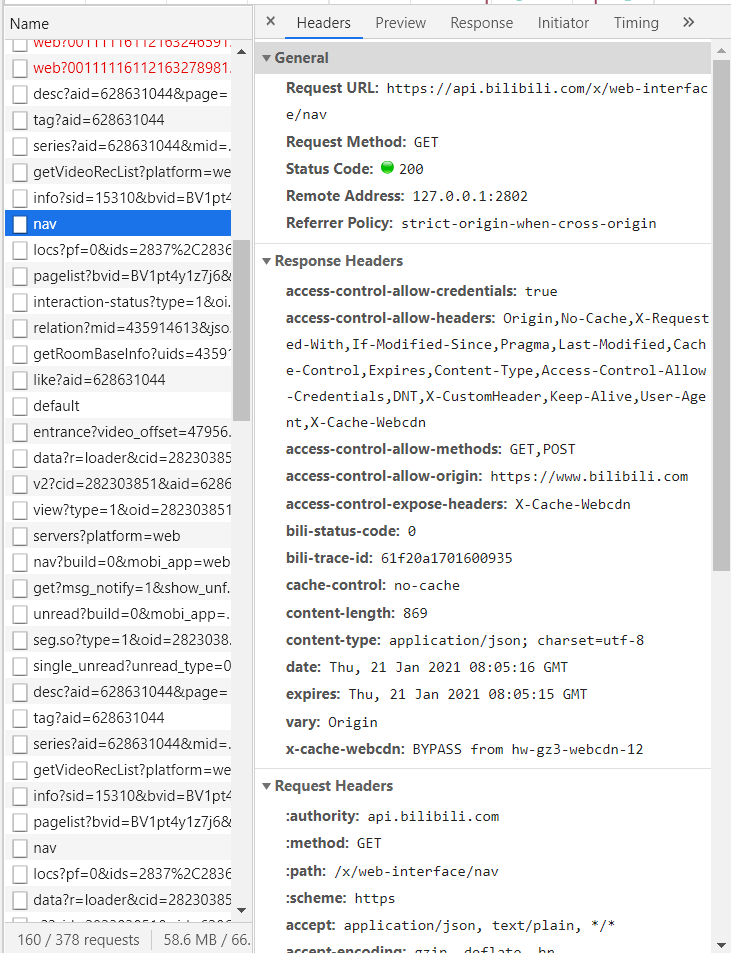 Name
web?0011111611216324659
web?00111116112163278981.
desc?aid=628631044&page=
tag?aid=628631044
series?aid=628631044&mid=.
getVideoRecList?platform=we
info?sid=15310&bvid=BV1pt4
nav
locs?pf=0&ids=2837%2C2836
pagelist?bvid=BV1pt4y1z7j6&
interaction-status?type=1&oi.
relation?mid=435914613&jso
getRoomBaseInfo?uids=43591
like?aid=628631044
default
entrance?video_offset=47956.
data?r=loader&cid=28230385
v2?cid=282303851&aid=6286
view?type=1&oid=282303851
servers?platform=web
nav?build=0&mobi_app=web
get?msg_notify=1&show_unf.
unread?build=0&mobi_app=.
seg.so?type=1&oid=2823038.
single_unread?unread_type=0
desc?aid=628631044&page=
tag?aid=628631044
series?aid=628631044&mid=.
getVideoRecList?platform=we
info?sid=15310&bvid=BV1pt4
pagelist?bvid=BV1pt4y1z7j6&
nav
locs?pf=0&ids=2837%2C2836
data?r=loader&cid=28230385
160 / 378 requests
58.6 MB / 66.
× Headers Preview Response Initiator Timing »
General
Request URL: https://api.bilibili.com/x/web-interfac
e/nav
Request Method: GET
Status Code: 200
Remote Address: 127.0.0.1:2802
Referrer Policy: strict-origin-when-cross-origin
Response Headers
access-control-allow-credentials: true
access-control-allow-headers: Origin,No-Cache,X-Request
ed-With,If-Modified-Since,Pragma,Last-Modified,Cach
e-Control,Expires,Content-Type,Access-Control-Allow
-Credentials,DNT,X-CustomHeader,Keep-Alive,User-Age
nt,X-Cache-Webcdn
access-control-allow-methods: GET,POST
access-control-allow-origin: https://www.bilibili.com
access-control-expose-headers: X-Cache-Webcdn
bili-status-code: 0
bili-trace-id: 61f20a1701600935
cache-control: no-cache
content-length: 869
content-type: application/json; charset=utf-8
date: Thu, 21 Jan 2021 08:05:16 GMT
expires: Thu, 21 Jan 2021 08:05:15 GMT
vary: Origin
x-cache-webcdn: BYPASS from hw-gz3-webcdn-12
Request Headers
:authority: api.bilibili.com
:method: GET
:path: /x/web-interface/nav
:scheme: https
accept: application/json, text/plain, */*
accept-encoding: gzip, deflate, br